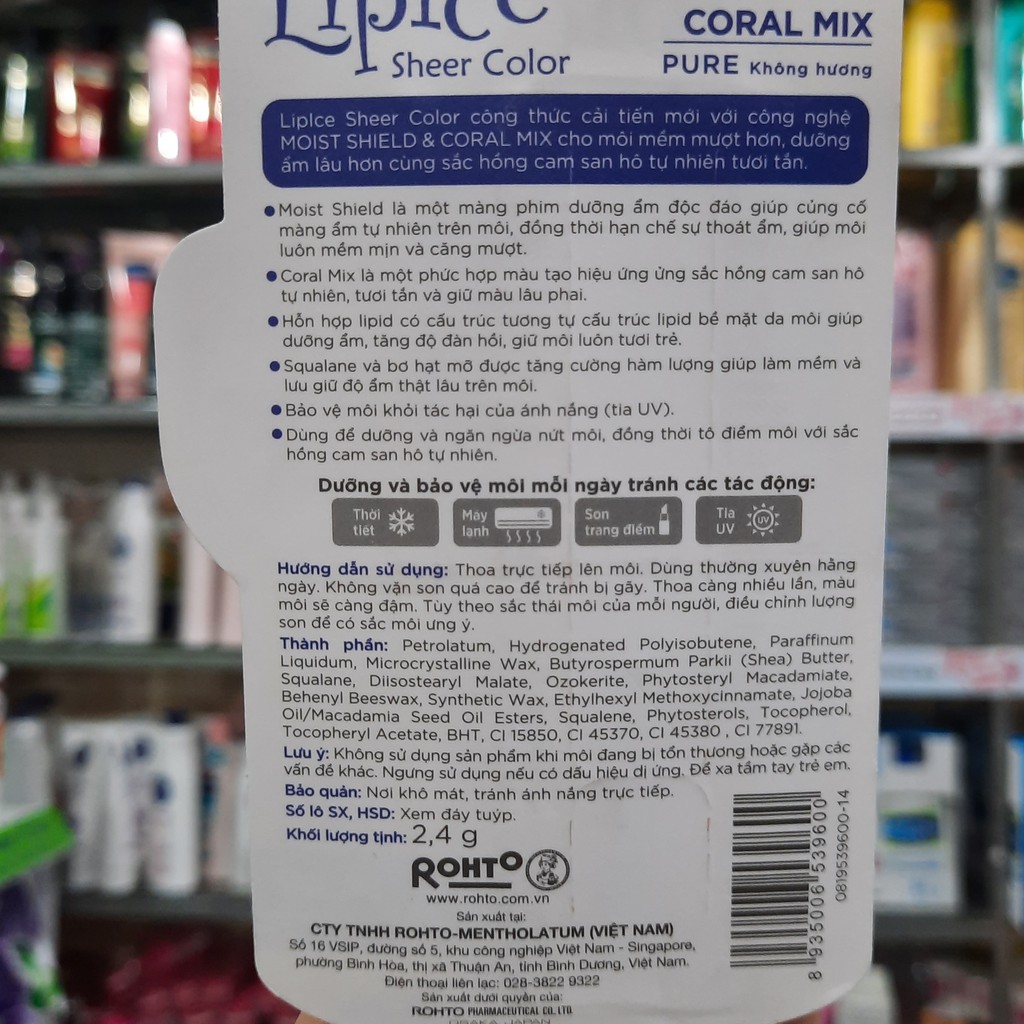 LipIce
Sheer Color
CORAL MIX
PURE Không hương
LipIce Sheer Color công thức cải tiến mới với công nghệ
MOIST SHIELD & CORAL MIX cho môi mềm mượt hơn, dưỡng
ẩm lâu hơn cùng sắc hồng cam san hô tự nhiên tươi tắn.
● Moist Shield là một màng phim dưỡng ẩm độc đáo giúp củng cố
màng ẩm tự nhiên trên môi, đồng thời hạn chế sự thoát ẩm, giúp môi
luôn mềm mịn và căng mượt.
● Coral Mix là một phức hợp màu tạo hiệu ứng ửng sắc hồng cam san hô
tự nhiên, tươi tắn và giữ màu lâu phai.
● Hỗn hợp lipid có cấu trúc tương tự cấu trúc lipid bề mặt da môi giúp
dưỡng ẩm, tăng độ đàn hồi, giữ môi luôn tươi trẻ.
● Squalane và bơ hạt mỡ được tăng cường hàm lượng giúp làm mềm và
lưu giữ độ ẩm thật lâu trên môi.
● Bảo vệ môi khỏi tác hại của ánh nắng (tia UV).
● Dùng để dưỡng và ngăn ngừa nứt môi, đồng thời tô điểm môi với sắc
hồng cam san hô tự nhiên.
Dưỡng và bảo vệ môi mỗi ngày tránh các tác động:
Thời
tiết
Máy
lạnh
Son
trang điểm
Tia
UV
UV
Hướng dẫn sử dụng: Thoa trực tiếp lên môi. Dùng thường xuyên hằng
ngày. Không vặn son quá cao để tránh bị gãy. Thoa càng nhiều lần, màu
môi sẽ càng đậm. Tùy theo sắc thái môi của mỗi người, điều chỉnh lượng
son để có sắc môi ưng ý.
Thành phần: Petrolatum, Hydrogenated Polyisobutene, Paraffinum
Liquidum, Microcrystalline Wax, Butyrospermum Parkii (Shea) Butter,
Squalane, Diisostearyl Malate, Ozokerite, Phytosteryl Macadamiate,
Behenyl Beeswax, Synthetic Wax, Ethylhexyl Methoxycinnamate, Jojoba
Oil/Macadamia Seed Oil Esters, Squalene, Phytosterols, Tocopherol,
Tocopheryl Acetate, BHT, CI 15850, CI 45370, CI 45380 , CI 77891.
Lưu ý: Không sử dụng sản phẩm khi môi đang bị tổn thương hoặc gặp các
vấn đề khác. Ngưng sử dụng nếu có dấu hiệu dị ứng. Để xa tầm tay trẻ em.
Bảo quản: Nơi khô mát, tránh ánh nắng trực tiếp.
Số lô SX, HSD: Xem đáy tuýp.
Khối lượng tịnh: 2,4 g
ROHTO
www.rohto.com.vn
Sản xuất tại:
CTY TNHH ROHTO-MENTHOLATUM (VIỆT NAM)
Số 16 VSIP, đường số 5, khu công nghiệp Việt Nam - Singapore,
phường Bình Hòa, thị xã Thuận An, tỉnh Bình Dương, Việt Nam.
Điện thoại liên lạc: 028-3822 9322
Sản xuất dưới quyền của:
ROHTO PHARMACEUTICAL CO. LTD.
OSAKA - JAPAN
8 935006 539600
0819539600-14